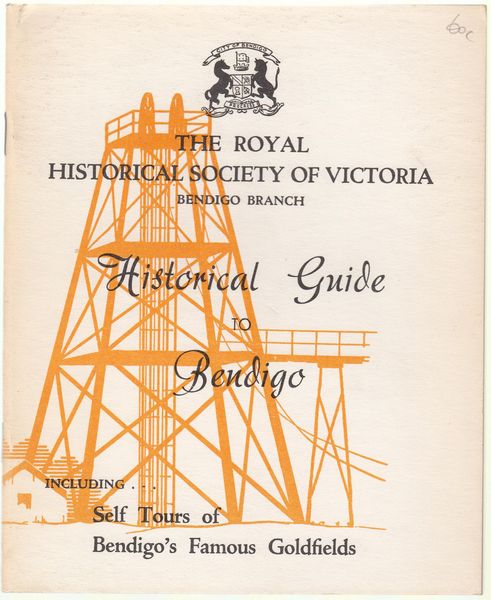 60c
CITY OF BENDIGO
PROGRESS
THE ROYAL
HISTORICAL SOCIETY OF VICTORIA
BENDIGO BRANCH
Historical Guide
TO
Bendigo
INCLUDING . . .
Self Tours of
Bendigo's Famous Goldfields